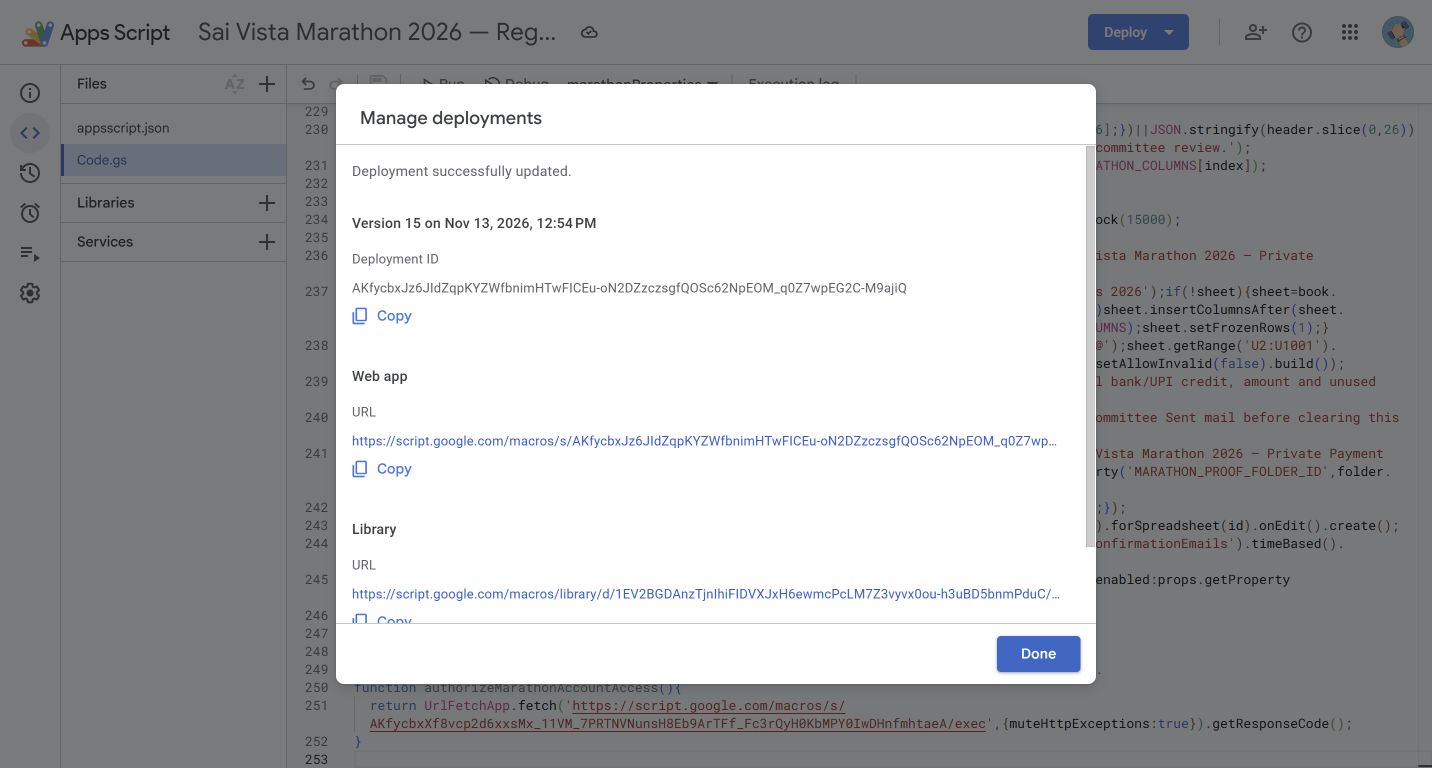 Apps Script
Sai Vista Marathon 2026 — Reg...
Deploy
Files
AZ
Run
Debug
marathonProperties
Execution log
appsscript.json
Code.gs
Libraries
Services
Manage deployments
Deployment successfully updated.
Version 15 on Nov 13, 2026, 12:54 PM
Deployment ID
AKfycbxJz6JIdZqpKYZWfbnimHTwFICEu-oN2DZzczsgfQOSc62NpEOM_q0Z7wpEG2C-M9ajiQ
Copy
Web app
URL
https://script.google.com/macros/s/AKfycbxJz6JIdZqpKYZWfbnimHTwFICEu-oN2DZzczsgfQOSc62NpEOM_q0Z7wp...
Copy
Library
URL
https://script.google.com/macros/library/d/1EV2BGDAnzTjnIhiFIDVXJxH6ewmcPcLM7Z3vyvx0ou-h3uBD5bnmPduC/...
Copy
Done
229
230 6];})||JSON.stringify(header.slice(0,26))
committee review.');
231 ATHON_COLUMNS[index]);
232
233
234 ock(15000);
235
236 ista Marathon 2026 — Private
237 s 2026');if(!sheet){sheet=book.
)sheet.insertColumnsAfter(sheet.
UMNS);sheet.setFrozenRows(1);}
238 @');sheet.getRange('U2:U1001').
setAllowInvalid(false).build());
239 l bank/UPI credit, amount and unused
240 ommittee Sent mail before clearing this
241 Vista Marathon 2026 — Private Payment
rty('MARATHON_PROOF_FOLDER_ID',folder.
242 ;});
243 ).forSpreadsheet(id).onEdit().create();
244 onfirmationEmails').timeBased().
245 enabled:props.getProperty
246
247
248
249
250 function authorizeMarathonAccountAccess(){
251 return UrlFetchApp.fetch('https://script.google.com/macros/s/
AKfycbxXf8vcp2d6xxsMx_11VM_7PRTNVNunsH8Eb9ArTFf_Fc3rQyH0KbMPY0IwDHnfmhtaeA/exec',{muteHttpExceptions:true}).getResponseCode();
252 }
253